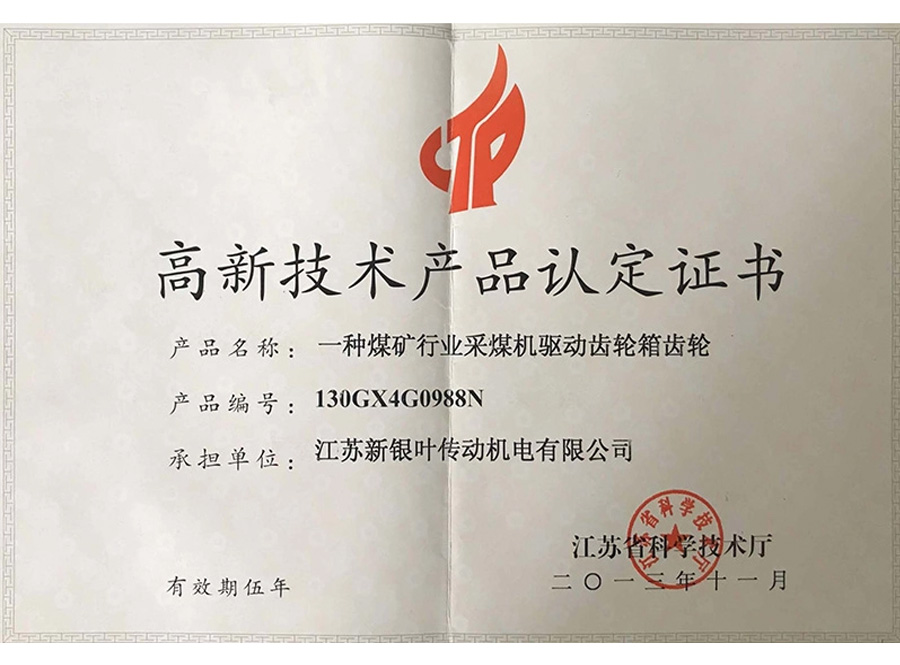 高新技术产品认定证书
产品名称： 一种煤矿行业采煤机驱动齿轮箱齿轮
产品编号： 130GX4G0988N
承担单位： 江苏新银叶传动机电有限公司
江苏省科学技术厅
有效期伍年
二〇一三年十一月